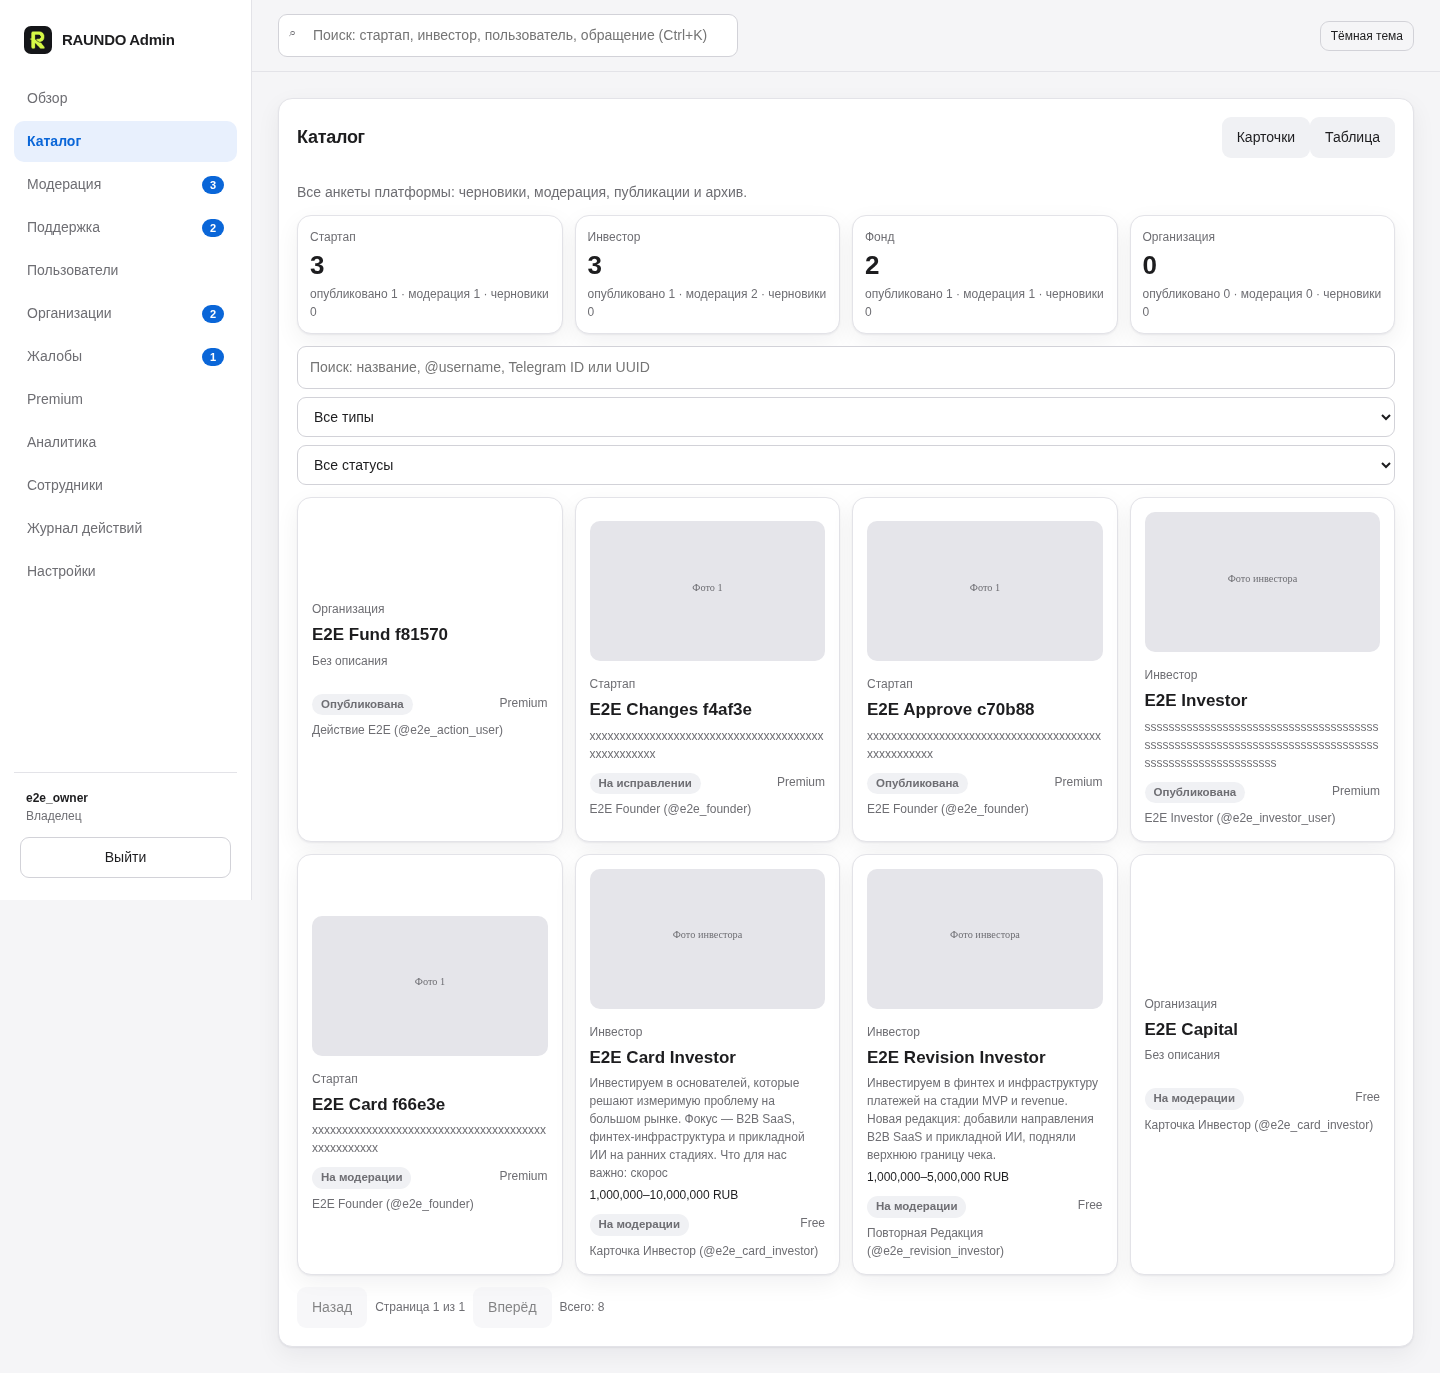 RAUNDO Admin
Поиск: стартап, инвестор, пользователь, обращение (Ctrl+K)
Тёмная тема
Обзор
Каталог
Модерация 3
Поддержка 2
Пользователи
Организации 2
Жалобы 1
Premium
Аналитика
Сотрудники
Журнал действий
Настройки
e2e_owner
Владелец
Выйти
Каталог
Карточки Таблица
Все анкеты платформы: черновики, модерация, публикации и архив.
Стартап
3
опубликовано 1 · модерация 1 · черновики
0
Инвестор
3
опубликовано 1 · модерация 2 · черновики
0
Фонд
2
опубликовано 1 · модерация 1 · черновики
0
Организация
0
опубликовано 0 · модерация 0 · черновики
0
Поиск: название, @username, Telegram ID или UUID
Все типы
Все статусы
Организация
E2E Fund f81570
Без описания
Опубликована Premium
Действие E2E (@e2e_action_user)
Фото 1
Стартап
E2E Changes f4af3e
xxxxxxxxxxxxxxxxxxxxxxxxxxxxxxxxxxxxxxx
xxxxxxxxxxx
На исправлении Premium
E2E Founder (@e2e_founder)
Фото 1
Стартап
E2E Approve c70b88
xxxxxxxxxxxxxxxxxxxxxxxxxxxxxxxxxxxxxxx
xxxxxxxxxxx
Опубликована Premium
E2E Founder (@e2e_founder)
Фото инвестора
Инвестор
E2E Investor
sssssssssssssssssssssssssssssssssssssss
sssssssssssssssssssssssssssssssssssssss
ssssssssssssssssssssss
Опубликована Premium
E2E Investor (@e2e_investor_user)
Фото 1
Стартап
E2E Card f66e3e
xxxxxxxxxxxxxxxxxxxxxxxxxxxxxxxxxxxxxxx
xxxxxxxxxxx
На модерации Premium
E2E Founder (@e2e_founder)
Фото инвестора
Инвестор
E2E Card Investor
Инвестируем в основателей, которые
решают измеримую проблему на
большом рынке. Фокус — B2B SaaS,
финтех-инфраструктура и прикладной
ИИ на ранних стадиях. Что для нас
важно: скорос
1,000,000–10,000,000 RUB
На модерации Free
Карточка Инвестор (@e2e_card_investor)
Фото инвестора
Инвестор
E2E Revision Investor
Инвестируем в финтех и инфраструктуру
платежей на стадии MVP и revenue.
Новая редакция: добавили направления
B2B SaaS и прикладной ИИ, подняли
верхнюю границу чека.
1,000,000–5,000,000 RUB
На модерации Free
Повторная Редакция
(@e2e_revision_investor)
Организация
E2E Capital
Без описания
На модерации Free
Карточка Инвестор (@e2e_card_investor)
Назад Страница 1 из 1 Вперёд Всего: 8